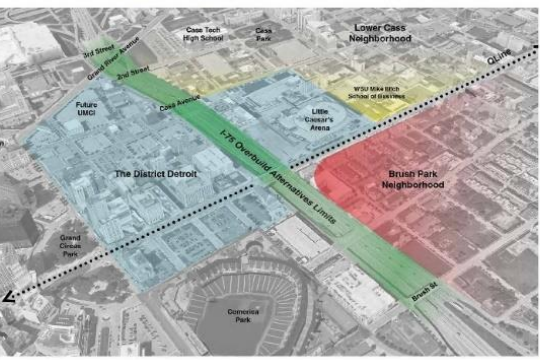 Cass Tech
High School
Cass
Park
Lower Cass
Neighborhood
3rd Street
Grand River Avenue
2nd Street
QLine
WSU Mike Ilitch
School of Business
Cass Avenue
Future
UMCI
Little
Caesar's
Arena
I-75 Overbuild Alternatives Limits
The District Detroit
Brush Park
Neighborhood
Grand
Circus
Park
Brush St.
Comerica
Park